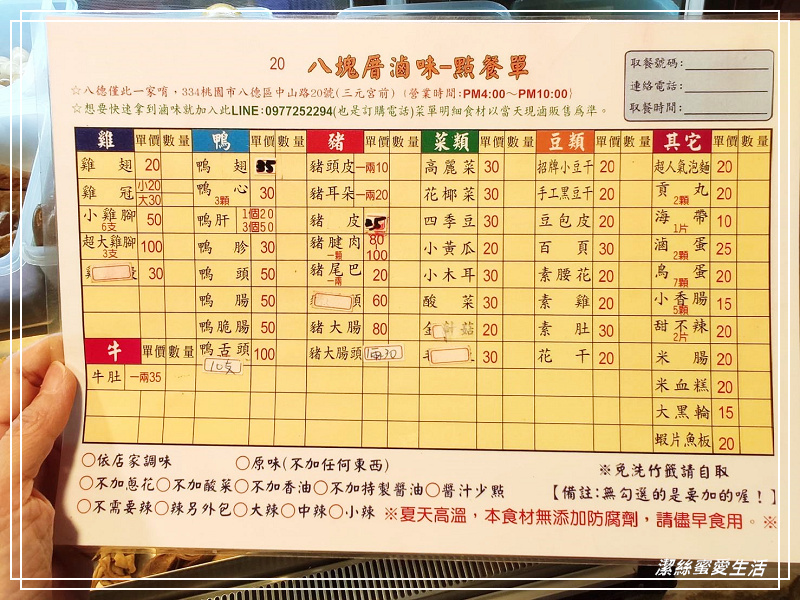 20 八塊厝滷味-點餐單
取餐號碼:
連絡電話:
取餐時間:
☆八德僅此一家唷,334桃園市八德區中山路20號(三元宮前)(營業時間:PM4:00~PM10:00)
☆想要快速拿到滷味就加入此LINE:0977252294(也是訂購電話)菜單明細食材以當天現滷販售為準。
雞 單價 數量 鴨 單價 數量 豬 單價 數量 菜類 單價 數量 豆類 單價 數量 其它 單價 數量
雞翅 20 鴨翅 35 豬頭皮 一兩10 高麗菜 30 招牌小豆干 20 超人氣泡麵 20
雞冠 小20 大30 鴨心 3顆 30 豬耳朵 一兩20 花椰菜 30 手工黑豆干 20 貢丸 2顆 20
小雞腳 6支 50 鴨肝 1個20 3個50 豬皮 35 四季豆 30 豆包皮 20 海帶 1片 10
超大雞腳 3支 100 鴨胗 30 豬腱肉 一顆 80 100 小黃瓜 20 百頁 30 滷蛋 2顆 25
30 鴨頭 50 豬尾巴 一兩 20 小木耳 30 素腰花 20 鳥蛋 7顆 20
鴨腸 50 60 酸菜 30 素雞 20 小香腸 5顆 15
鴨脆腸 50 豬大腸 80 20 素肚 30 甜不辣 2片 20
牛 單價 數量 鴨舌頭 10支 100 豬大腸頭 1兩30 30 花干 20 米腸 20
牛肚 一兩35 米血糕 20
大黑輪 15
蝦片魚板 20
○依店家調味 ○原味(不加任何東西) ※免洗竹籤請自取
○不加蔥花○不加酸菜○不加香油○不加特製醬油○醬汁少點 【備註:無勾選的是要加的喔!】
○不需要辣○辣另外包○大辣○中辣○小辣 ※夏天高溫,本食材無添加防腐劑,請儘早食用。※
潔絲蜜愛生活